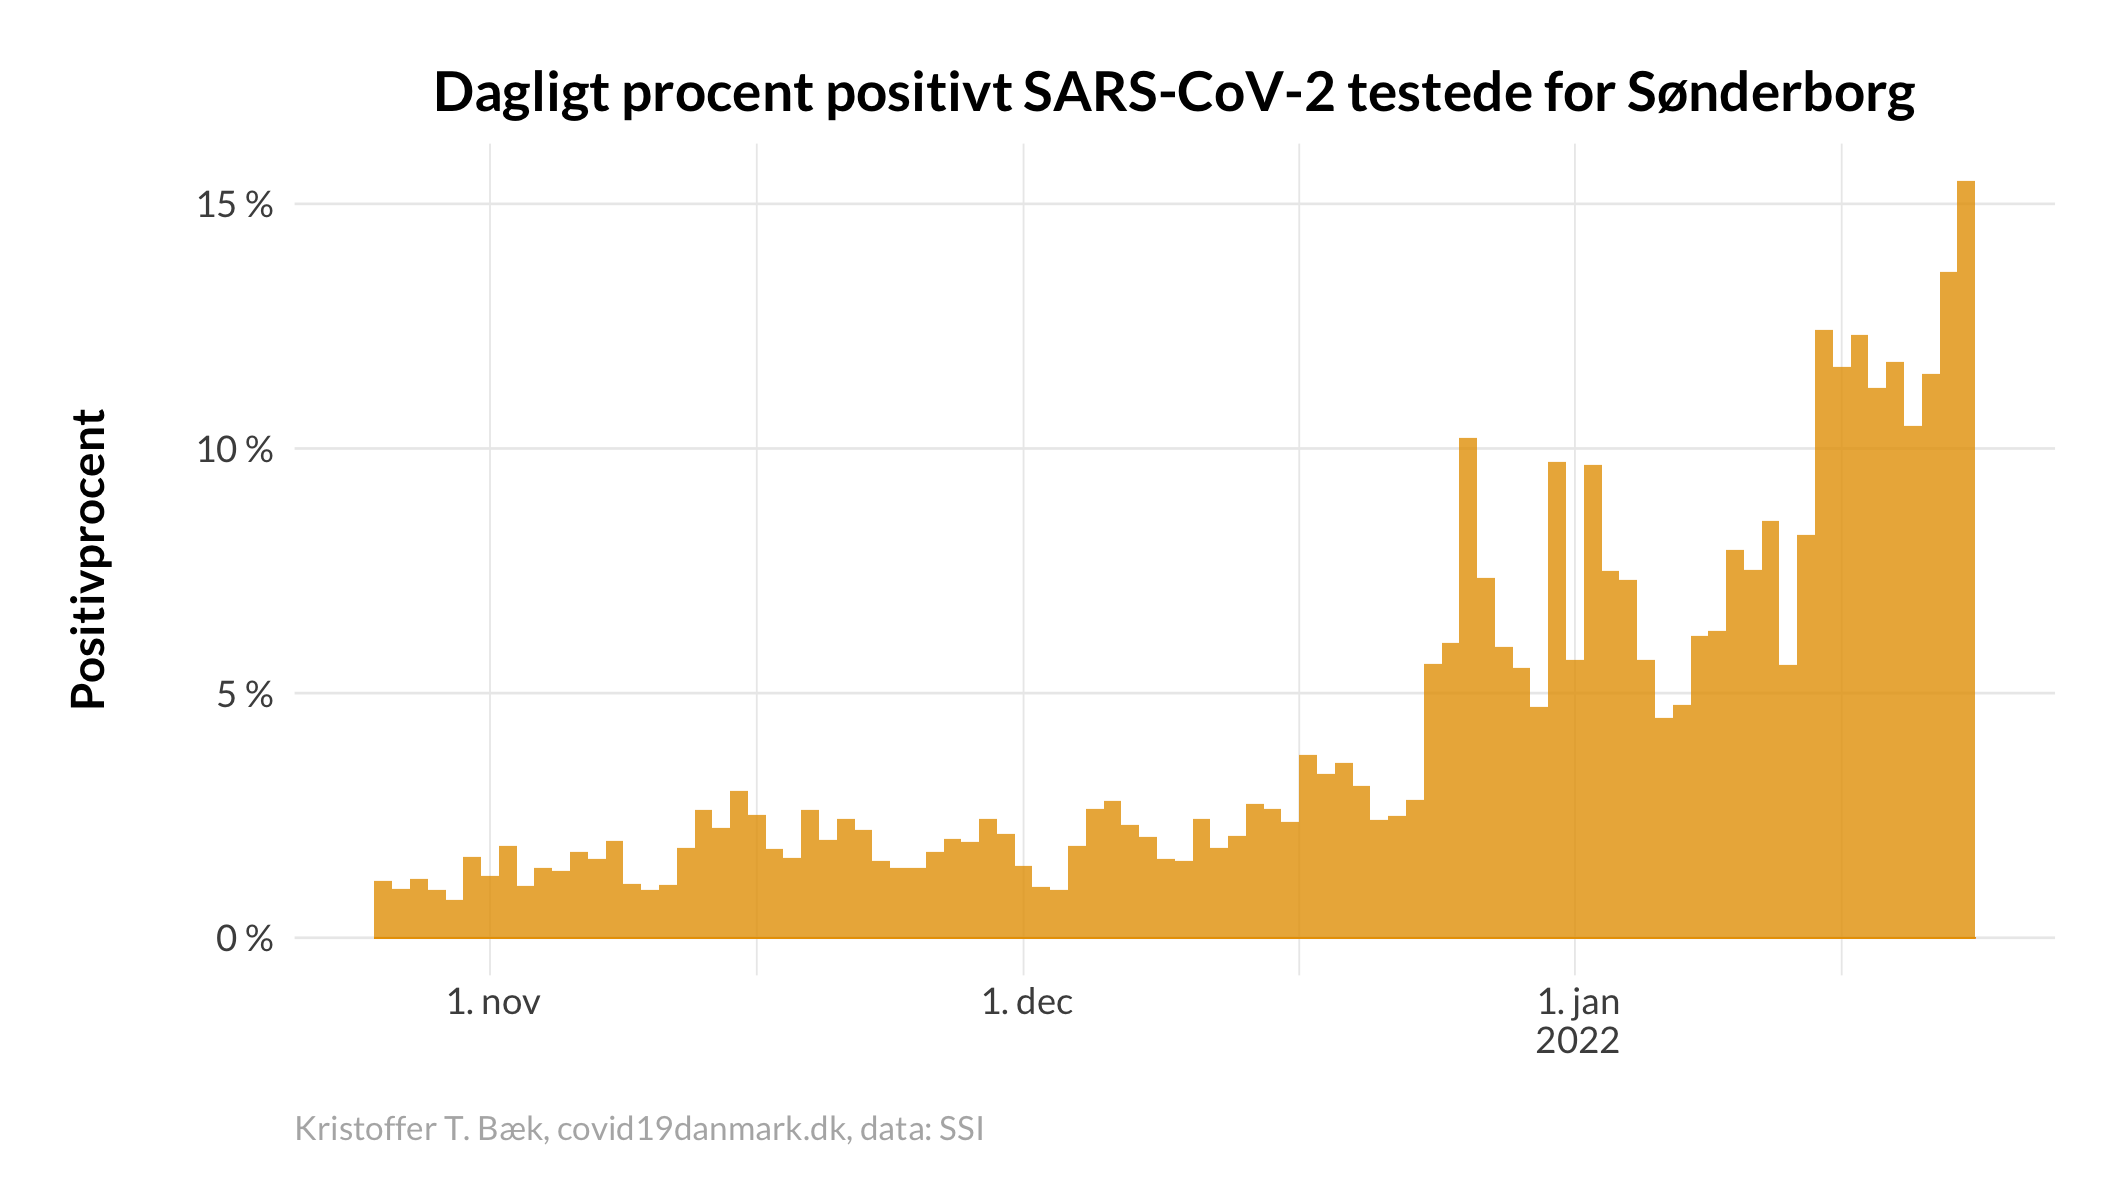 Dagligt procent positivt SARS-CoV-2 testede for Sønderborg
Positivprocent
15 %
10 %
5 %
0 %
1. nov
1. dec
1. jan
2022
Kristoffer T. Bæk, covid19danmark.dk, data: SSI